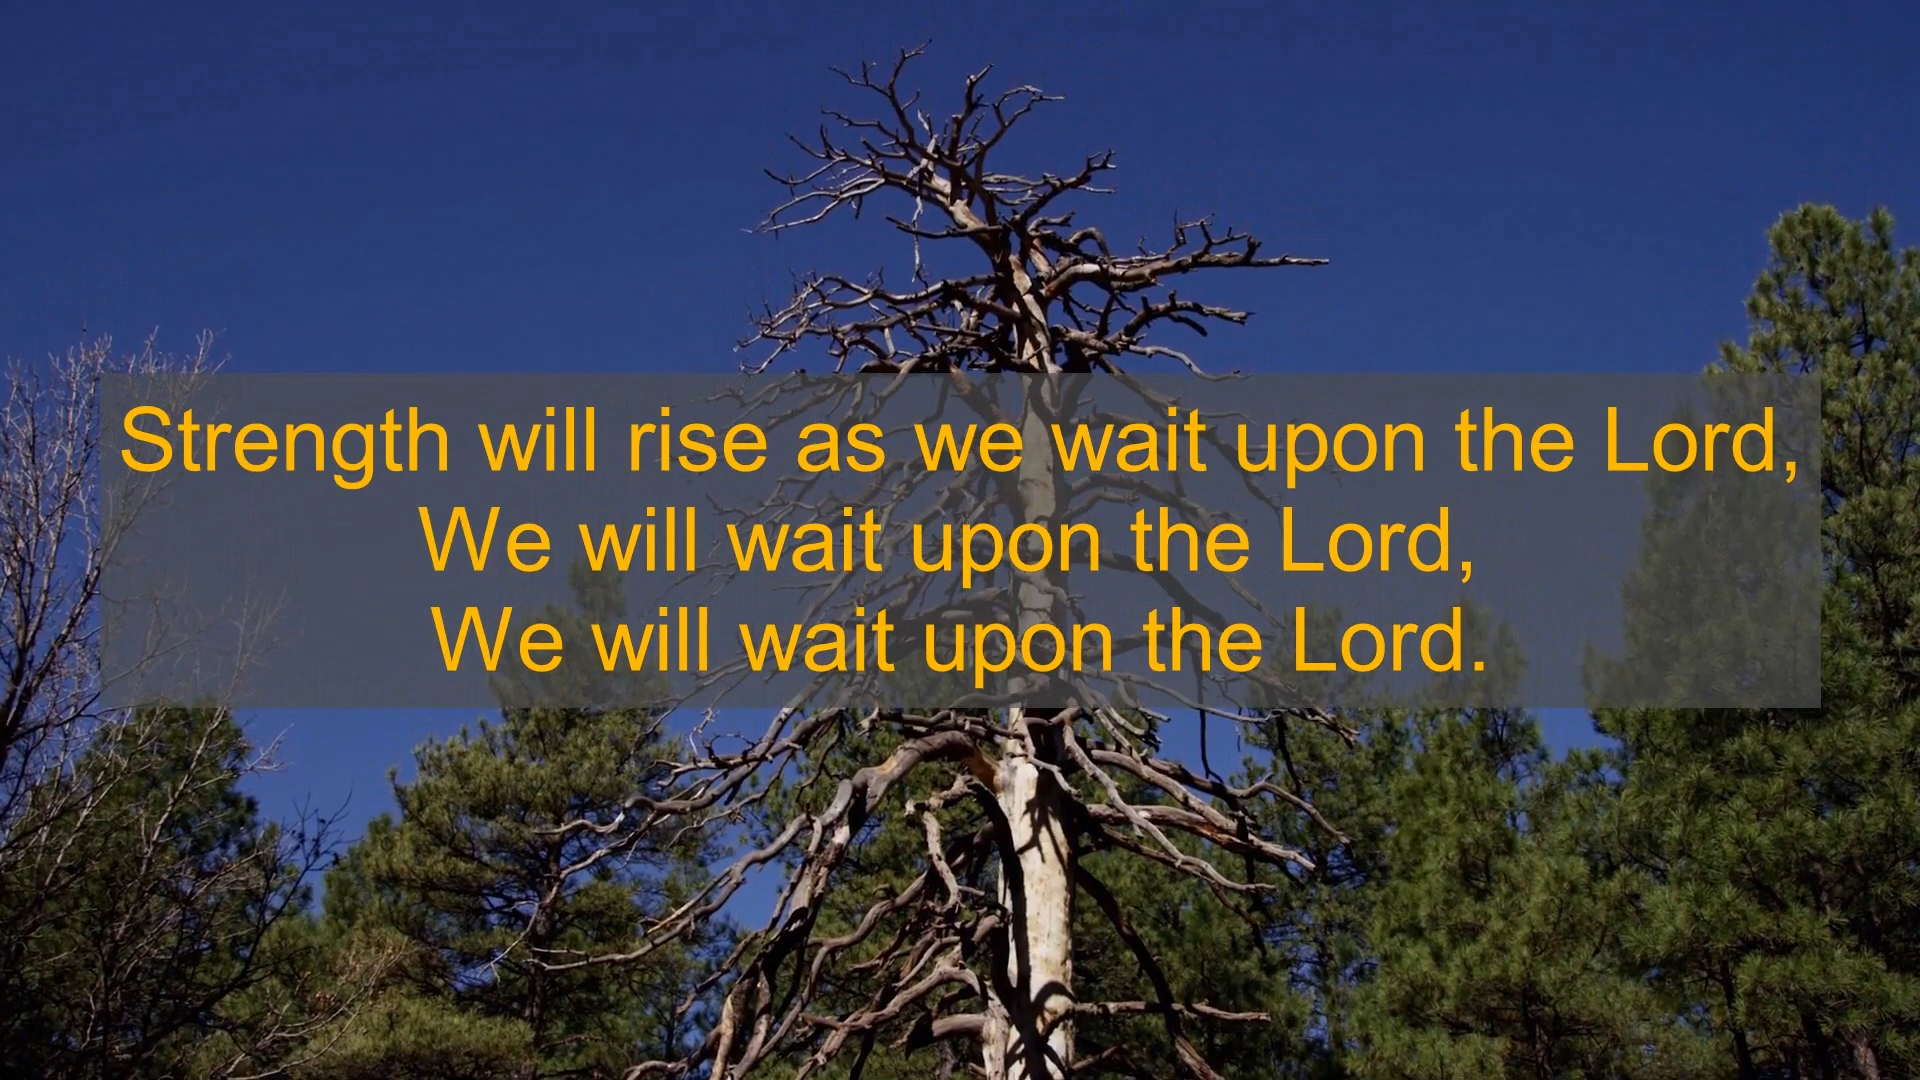 Strength will rise as we wait upon the Lord,
We will wait upon the Lord,
We will wait upon the Lord.